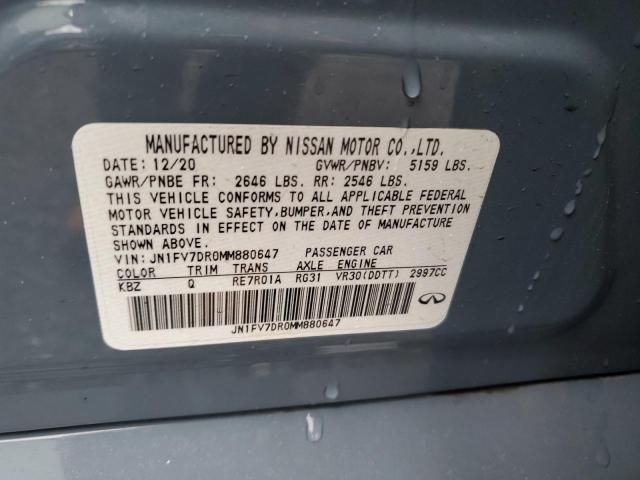 MANUFACTURED BY NISSAN MOTOR CO.,LTD.
DATE: 12/20 GVWR/PNBV: 5159 LBS.
GAWR/PNBE FR: 2646 LBS. RR: 2546 LBS.
THIS VEHICLE CONFORMS TO ALL APPLICABLE FEDERAL
MOTOR VEHICLE SAFETY,BUMPER,AND THEFT PREVENTION
STANDARDS IN EFFECT ON THE DATE OF MANUFACTURE
SHOWN ABOVE.
VIN: JN1FV7DR0MM880647 PASSENGER CAR
COLOR TRIM TRANS AXLE ENGINE
KBZ Q RE7R01A RG31 VR30(DDTT) 2997CC
JN1FV7DR0MM880647